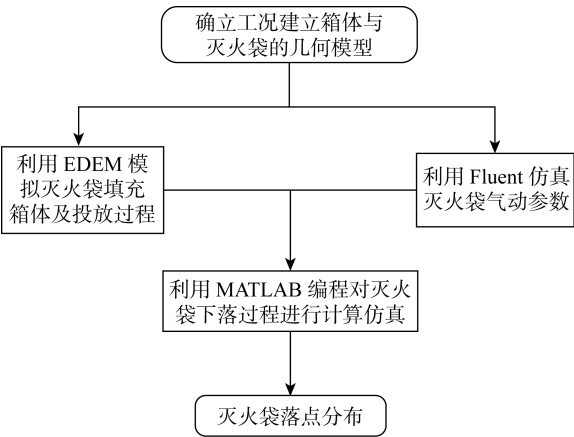 确立工况建立箱体与
灭火袋的几何模型
利用 EDEM 模
拟灭火袋填充
箱体及投放过程
利用 Fluent 仿真
灭火袋气动参数
利用 MATLAB 编程对灭火
袋下落过程进行计算仿真
灭火袋落点分布